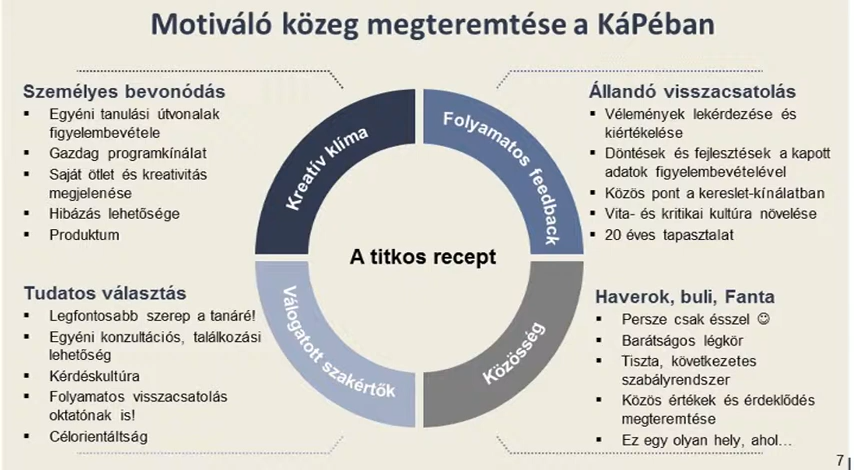 Motiváló közeg megteremtése a KáPéban
Személyes bevonódás
▪ Egyéni tanulási útvonalak
figyelembevétele
▪ Gazdag programkínálat
▪ Saját ötlet és kreativitás
megjelenése
▪ Hibázás lehetősége
▪ Produktum
Kreatív klíma
Folyamatos feedback
Állandó visszacsatolás
▪ Vélemények lekérdezése és
kiértékelése
▪ Döntések és fejlesztések a kapott
adatok figyelembevételével
▪ Közös pont a kereslet-kínálatban
▪ Vita- és kritikai kultúra növelése
▪ 20 éves tapasztalat
A titkos recept
Tudatos választás
▪ Legfontosabb szerep a tanáré!
▪ Egyéni konzultációs, találkozási
lehetőség
▪ Kérdéskultúra
▪ Folyamatos visszacsatolás
oktatónak is!
▪ Célorientáltság
Válogatott szakértők
Közösség
Haverok, buli, Fanta
▪ Persze csak ésszel ☺
▪ Barátságos légkör
▪ Tiszta, következetes
szabályrendszer
▪ Közös értékek és érdeklődés
megteremtése
▪ Ez egy olyan hely, ahol…
7